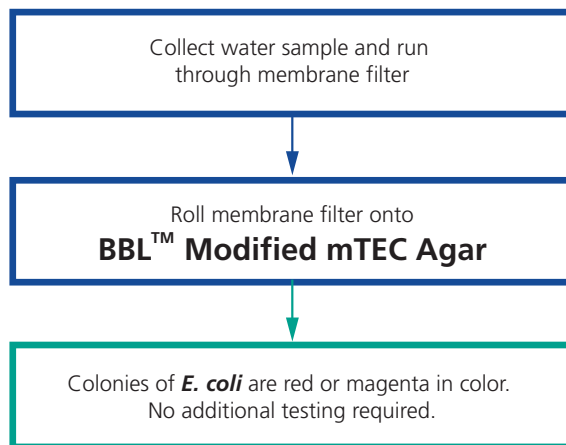 Collect water sample and run
through membrane filter
Roll membrane filter onto
BBL™ Modified mTEC Agar
Colonies of E. coli are red or magenta in color.
No additional testing required.